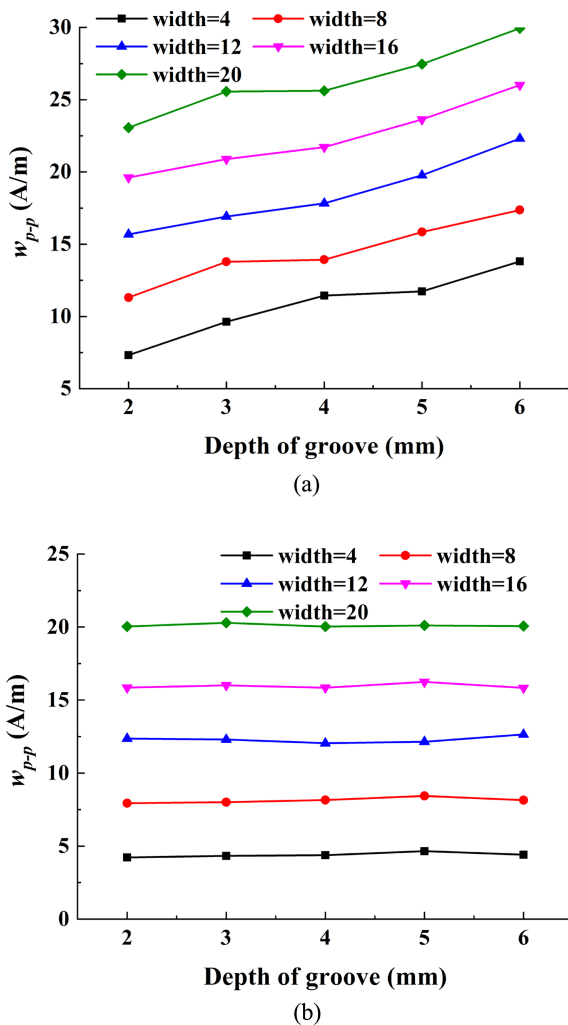 30
25
20
15
10
5
width=4 width=8
width=12 width=16
width=20
w_{p-p} (A/m)
2 3 4 5 6
Depth of groove (mm)
(a)
25
20
15
10
5
0
width=4 width=8
width=12 width=16
width=20
w_{p-p} (A/m)
2 3 4 5 6
Depth of groove (mm)
(b)